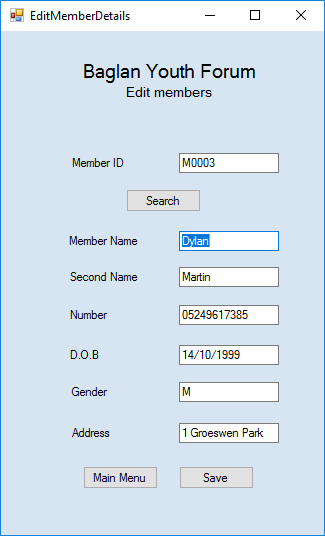 EditMemberDetails
Baglan Youth Forum
Edit members
Member ID M0003
Search
Member Name Dylan
Second Name Martin
Number 05249617385
D.O.B 14/10/1999
Gender M
Address 1 Groeswen Park
Main Menu Save